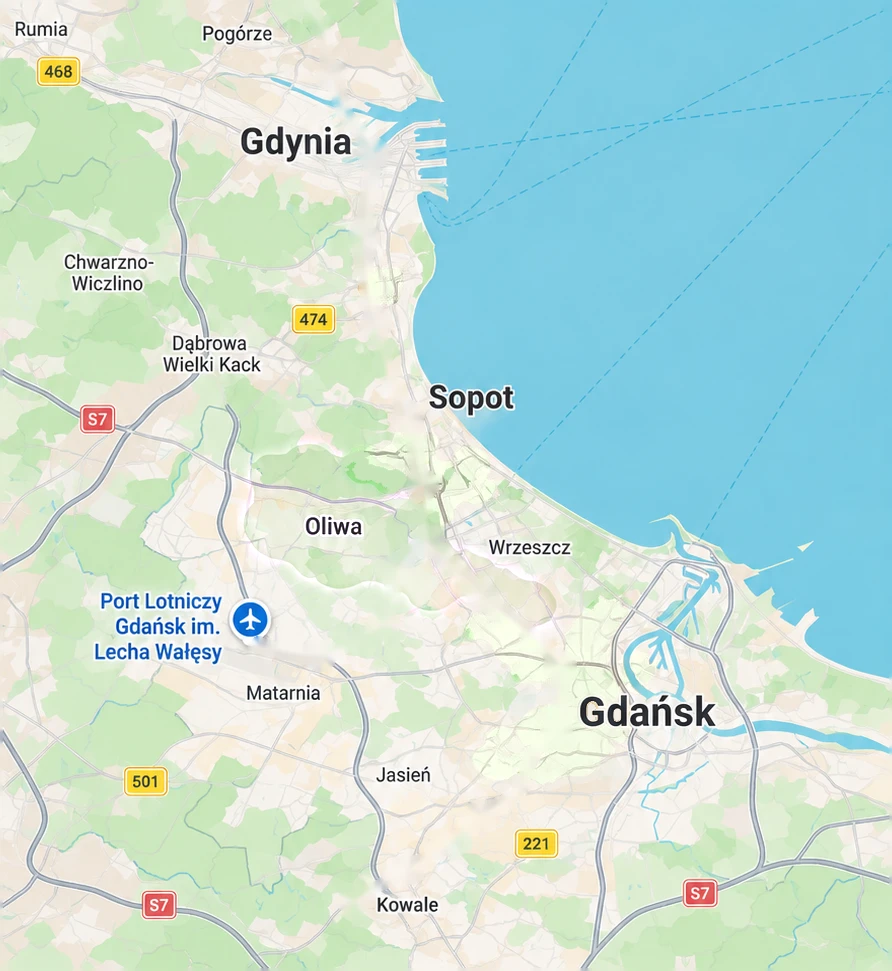 Rumia
Pogórze
468
Gdynia
Chwarzno-
Wiczlino
474
Dąbrowa
Wielki Kack
Sopot
S7
Oliwa
Wrzeszcz
Port Lotniczy
Gdańsk im.
Lecha Wałęsy
Matarnia
Gdańsk
Jasień
501
221
S7
Kowale
S7